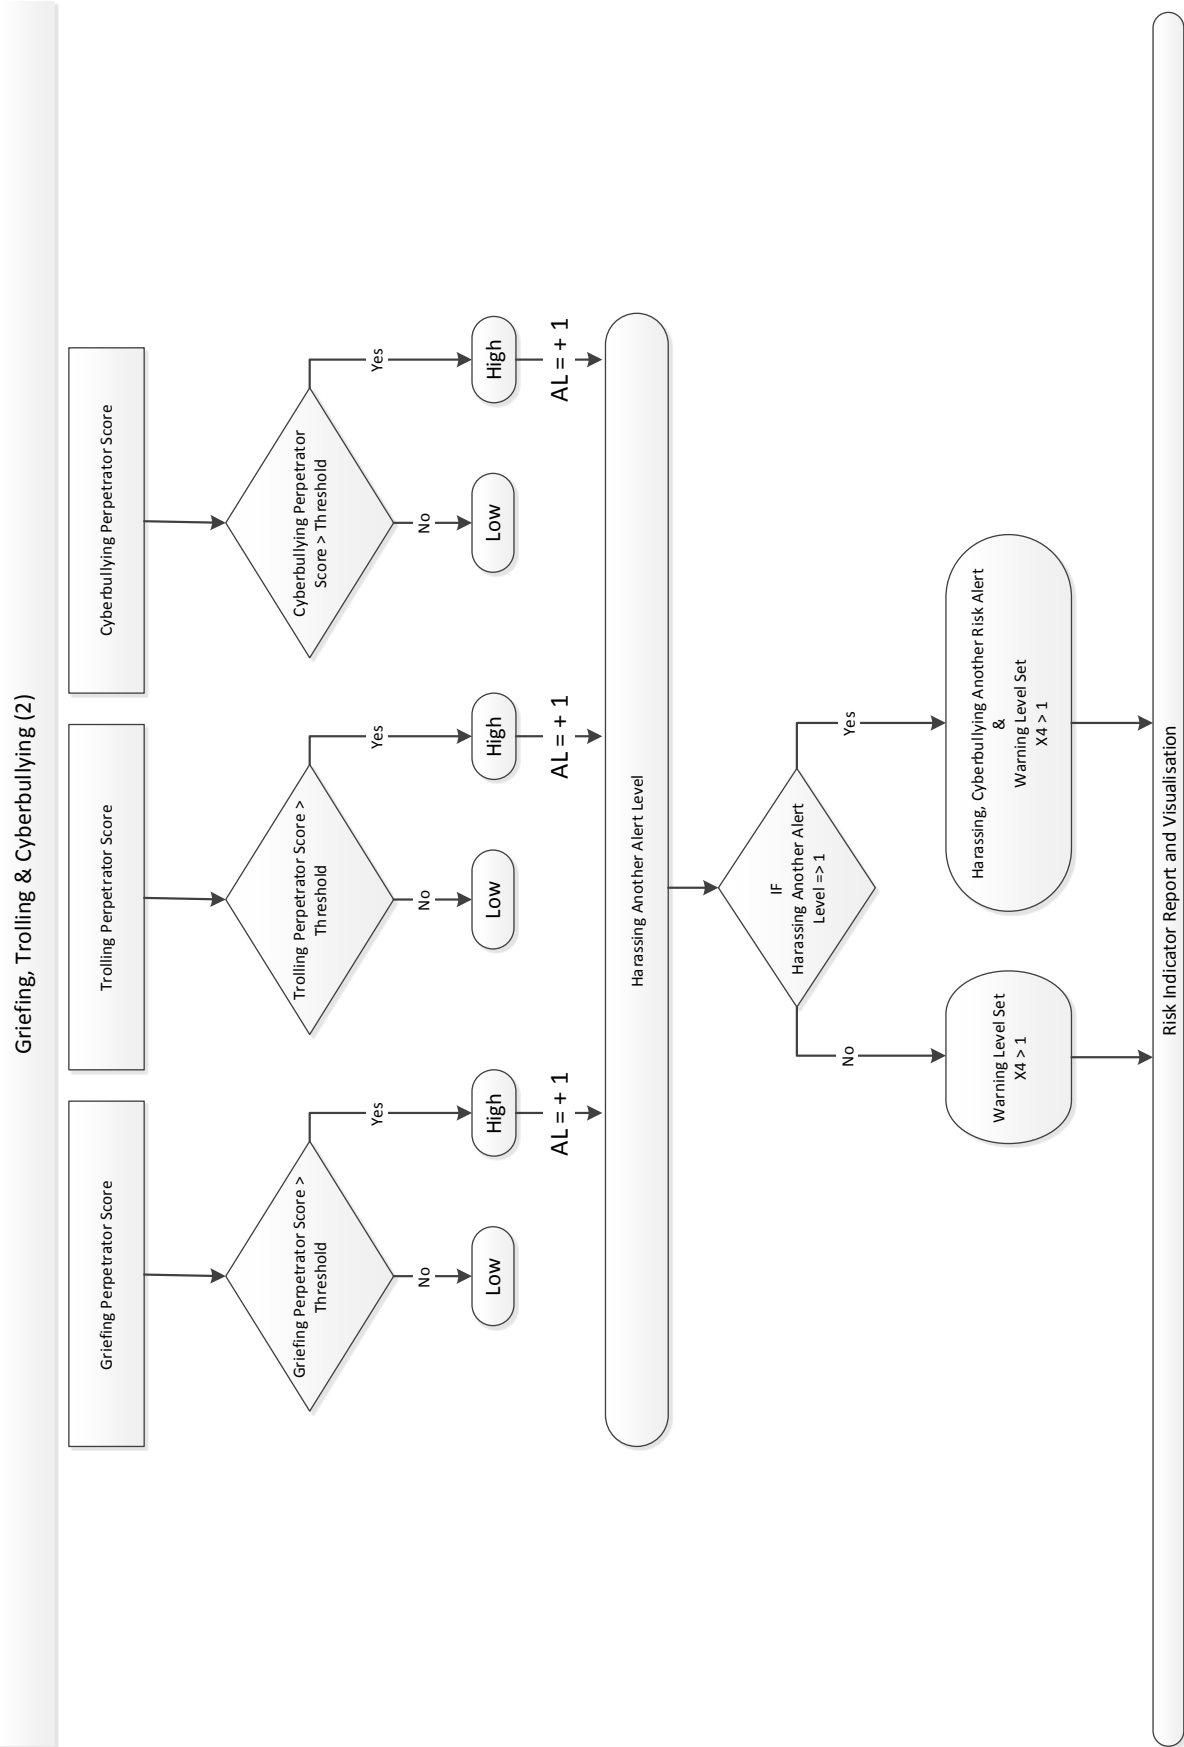 Griefing, Trolling & Cyberbullying (2)
Griefing Perpetrator Score
Trolling Perpetrator Score
Cyberbullying Perpetrator Score
Griefing Perpetrator Score >
Threshold
Trolling Perpetrator Score >
Threshold
Cyberbullying Perpetrator
Score > Threshold
No
Yes
No
Yes
No
Yes
Low
High
Low
High
Low
High
AL = + 1
AL = + 1
AL = + 1
Harassing Another Alert Level
IF
Harassing Another Alert
Level => 1
No
Yes
Warning Level Set
X4 > 1
Harassing, Cyberbullying Another Risk Alert
&
Warning Level Set
X4 > 1
Risk Indicator Report and Visualisation